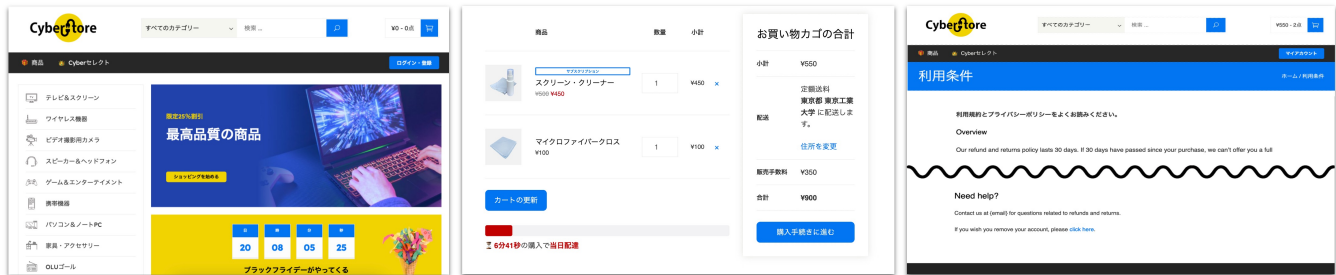 CyberStore
すべてのカテゴリー
検索 ...
¥0 - 0点
商品
Cyberセレクト
ログイン・登録
テレビ&スクリーン
ワイヤレス機器
ビデオ撮影用カメラ
スピーカー&ヘッドフォン
ゲーム&エンターテイメント
携帯機器
パソコン&ノートPC
家具・アクセサリー
OLUゴール
限定25%割引
最高品質の商品
ショッピングを始める
日 時 分 秒
20 08 05 25
ブラックフライデーがやってくる
商品 数量 小計
サブスクリプション
スクリーン・クリーナー 1 ¥450 ×
¥500 ¥450
マイクロファイバークロス 1 ¥100 ×
¥100
カートの更新
6分41秒の購入で当日配達
お買い物カゴの合計
小計 ¥550
配送
定額送料
東京都 東京工業
大学 に配送しま
す。
住所を変更
販売手数料 ¥350
合計 ¥900
購入手続きに進む
CyberStore
すべてのカテゴリー
検索 ...
¥550 - 2点
商品
Cyberセレクト
マイアカウント
利用条件
ホーム / 利用条件
利用規約とプライバシーポリシーをよくお読みください。
Overview
Our refund and returns policy lasts 30 days. If 30 days have passed since your purchase, we can't offer you a full
Need help?
Contact us at {email} for questions related to refunds and returns.
If you wish you remove your account, please click here.